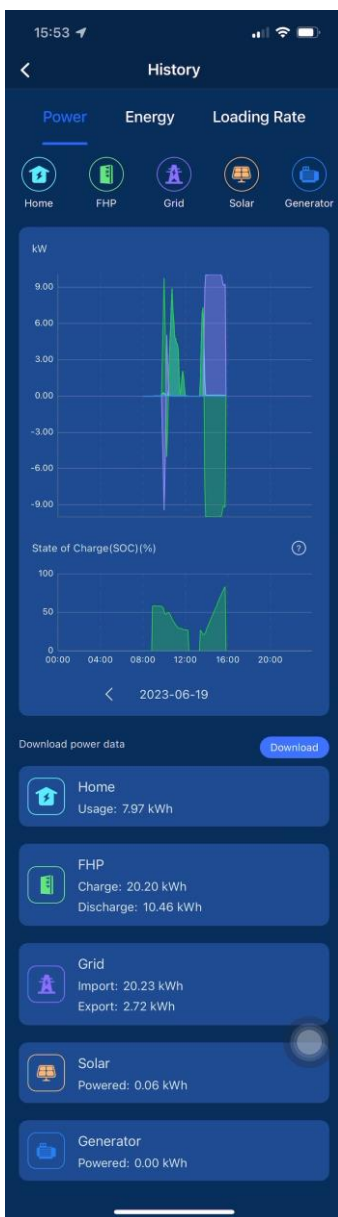 15:53
History
Power Energy Loading Rate
Home FHP Grid Solar Generator
kW
9.00
6.00
3.00
0.00
-3.00
-6.00
-9.00
State of Charge(SOC)(%) ?
100
50
0
00:00 04:00 08:00 12:00 16:00 20:00
2023-06-19
Download power data Download
Home
Usage: 7.97 kWh
FHP
Charge: 20.20 kWh
Discharge: 10.46 kWh
Grid
Import: 20.23 kWh
Export: 2.72 kWh
Solar
Powered: 0.06 kWh
Generator
Powered: 0.00 kWh